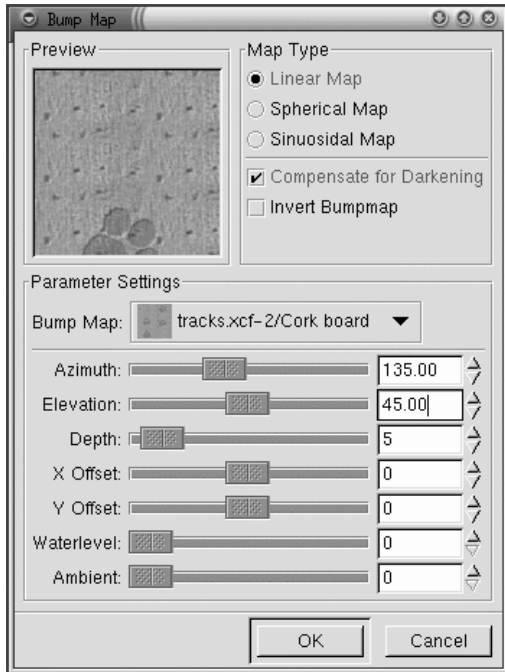 Bump Map
Preview
Map Type
Linear Map
Spherical Map
Sinuosidal Map
Compensate for Darkening
Invert Bumpmap
Parameter Settings
Bump Map: tracks.xcf-2/Cork board
Azimuth: 135.00
Elevation: 45.00
Depth: 5
X Offset: 0
Y Offset: 0
Waterlevel: 0
Ambient: 0
OK Cancel